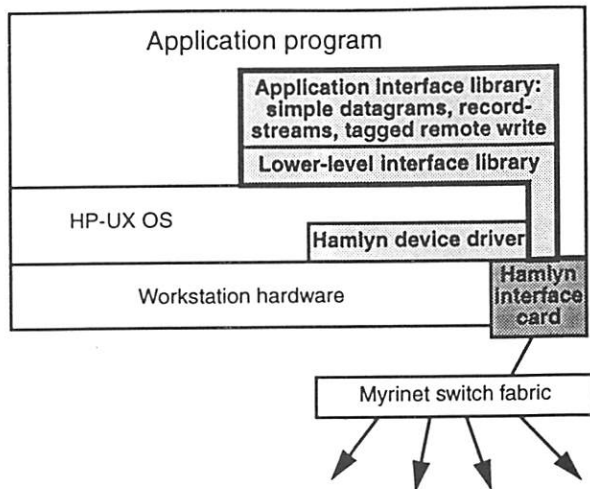 Application program
Application interface library:
simple datagrams, record-
streams, tagged remote write
Lower-level interface library
HP-UX OS
Hamlyn device driver
Workstation hardware
Hamlyn
interface
card
Myrinet switch fabric